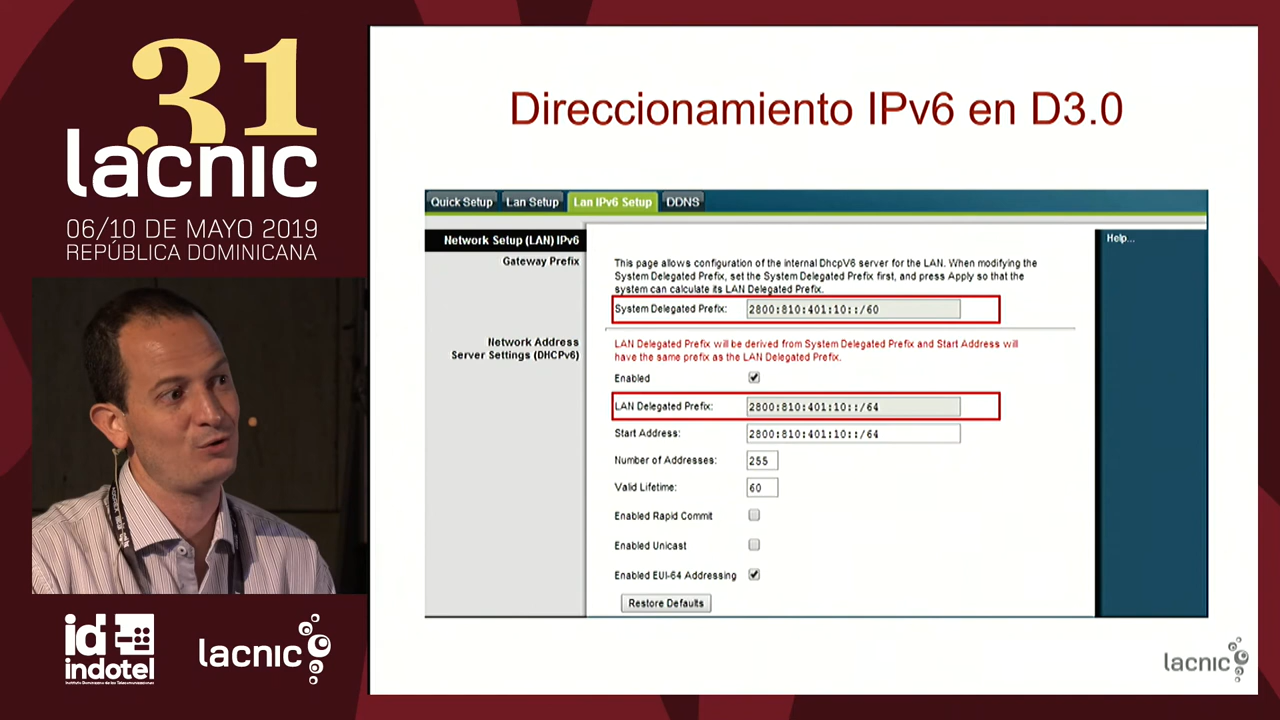 31
lacnic
06/10 DE MAYO 2019
REPÚBLICA DOMINICANA
id
indotel
Instituto Dominicano de las Telecomunicaciones
lacnic
Direccionamiento IPv6 en D3.0
Quick Setup Lan Setup Lan IPv6 Setup DDNS
Network Setup (LAN) IPv6
Gateway Prefix
This page allows configuration of the internal DhcpV6 server for the LAN. When modifying the
System Delegated Prefix, set the System Delegated Prefix first, and press Apply so that the
system can calculate its LAN Delegated Prefix.
System Delegated Prefix: 2800:810:401:10::/60
Network Address
Server Settings (DHCPv6)
LAN Delegated Prefix will be derived from System Delegated Prefix and Start Address will
have the same prefix as the LAN Delegated Prefix.
Enabled
LAN Delegated Prefix: 2800:810:401:10::/64
Start Address: 2800:810:401:10::/64
Number of Addresses: 255
Valid Lifetime: 60
Enabled Rapid Commit
Enabled Unicast
Enabled EUI-64 Addressing
Restore Defaults
Help...
lacnic